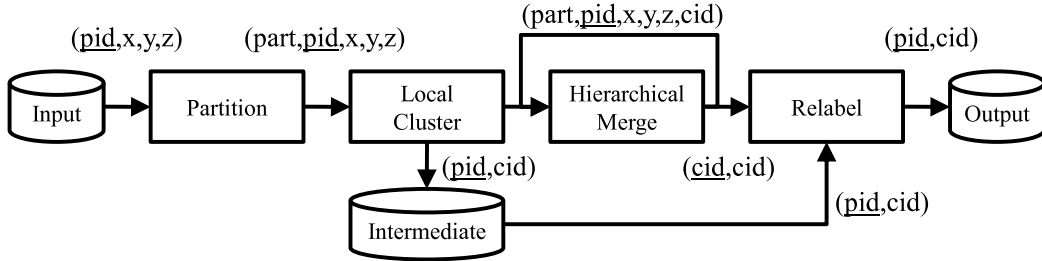 (part,pid,x,y,z,cid)
(pid,x,y,z)
(part,pid,x,y,z)
(pid,cid)
Input
Partition
Local
Cluster
Hierarchical
Merge
Relabel
Output
(pid,cid)
(cid,cid)
(pid,cid)
Intermediate